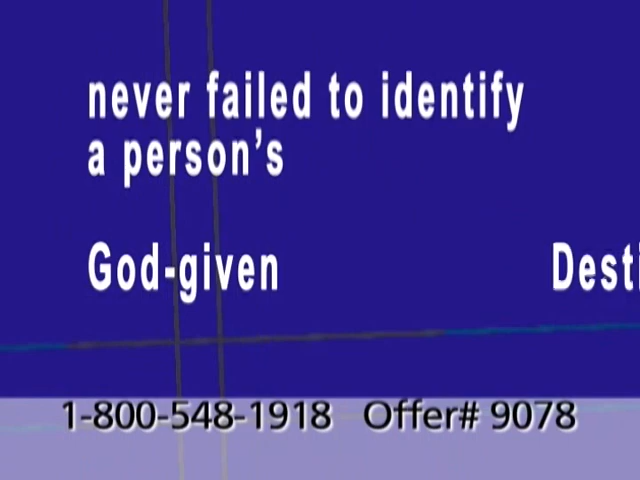 never failed to identify
a person's
God-given Desti
1-800-548-1918 Offer# 9078